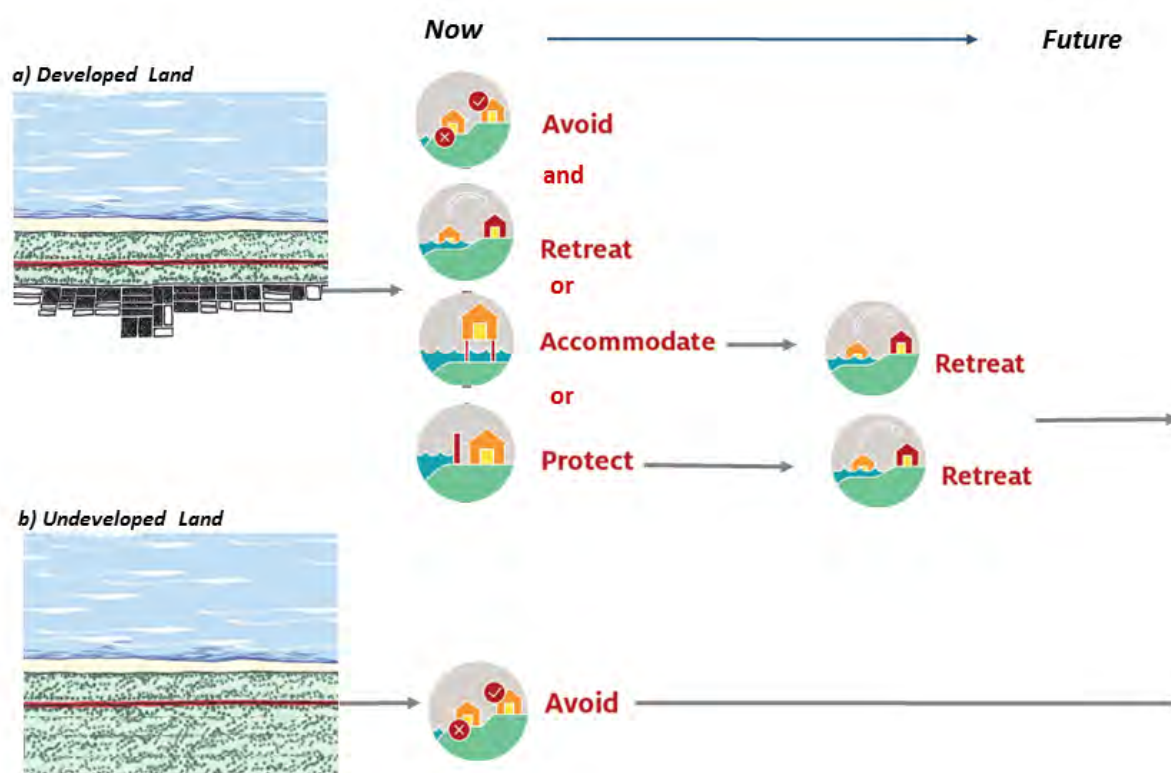 Now
Future
a) Developed Land
Avoid
and
Retreat
or
Accommodate
Retreat
or
Protect
Retreat
b) Undeveloped Land
Avoid